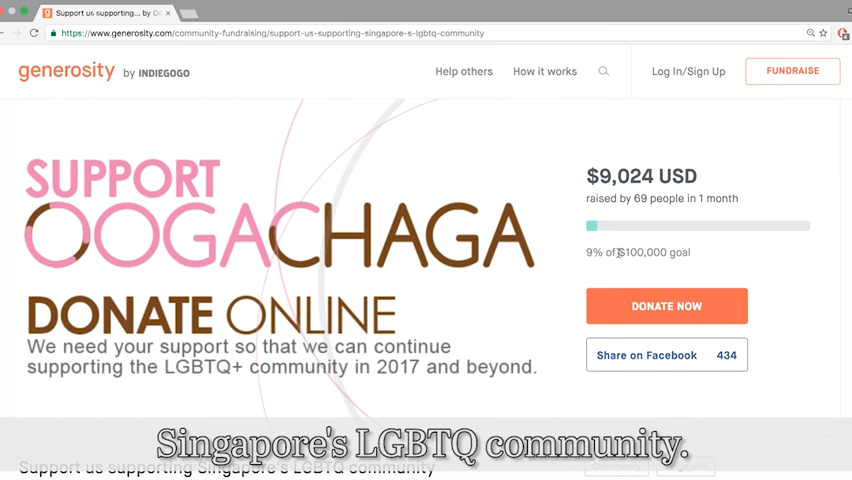 Support us supporting... by Oo
https://www.generosity.com/community-fundraising/support-us-supporting-singapore-s-lgbtq-community
generosity by INDIEGOGO
Help others
How it works
Log In/Sign Up
FUNDRAISE
SUPPORT
OOGACHAGA
DONATE ONLINE
We need your support so that we can continue
supporting the LGBTQ+ community in 2017 and beyond.
$9,024 USD
raised by 69 people in 1 month
9% of $100,000 goal
DONATE NOW
Share on Facebook 434
Singapore's LGBTQ community.
Support us supporting Singapore's LGBTQ community
Community
Singapore